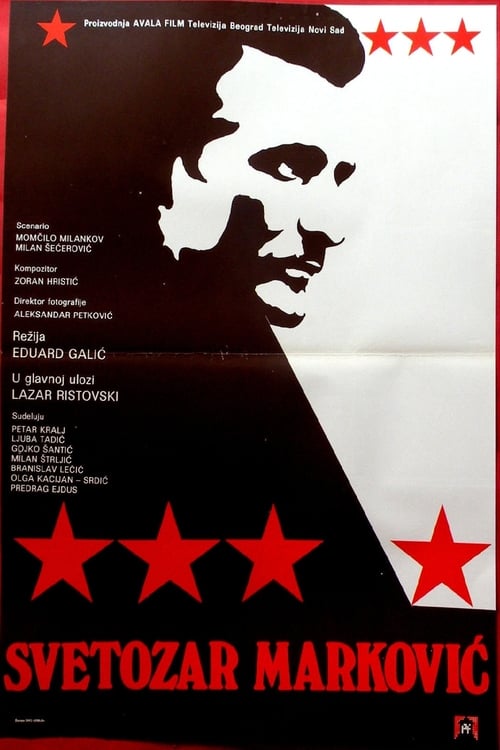 Proizvodnja AVALA FILM Televizija Beograd Televizija Novi Sad
Scenario
MOMČILO MILANKOV
MILAN ŠEĆEROVIĆ
Kompozitor
ZORAN HRISTIĆ
Direktor fotografije
ALEKSANDAR PETKOVIĆ
Režija
EDUARD GALIĆ
U glavnoj ulozi
LAZAR RISTOVSKI
Sudeluju
PETAR KRALJ
LJUBA TADIĆ
GOJKO ŠANTIĆ
MILAN ŠTRLJIĆ
BRANISLAV LEČIĆ
OLGA KACIJAN – SRDIĆ
PREDRAG EJDUS
SVETOZAR MARKOVIĆ